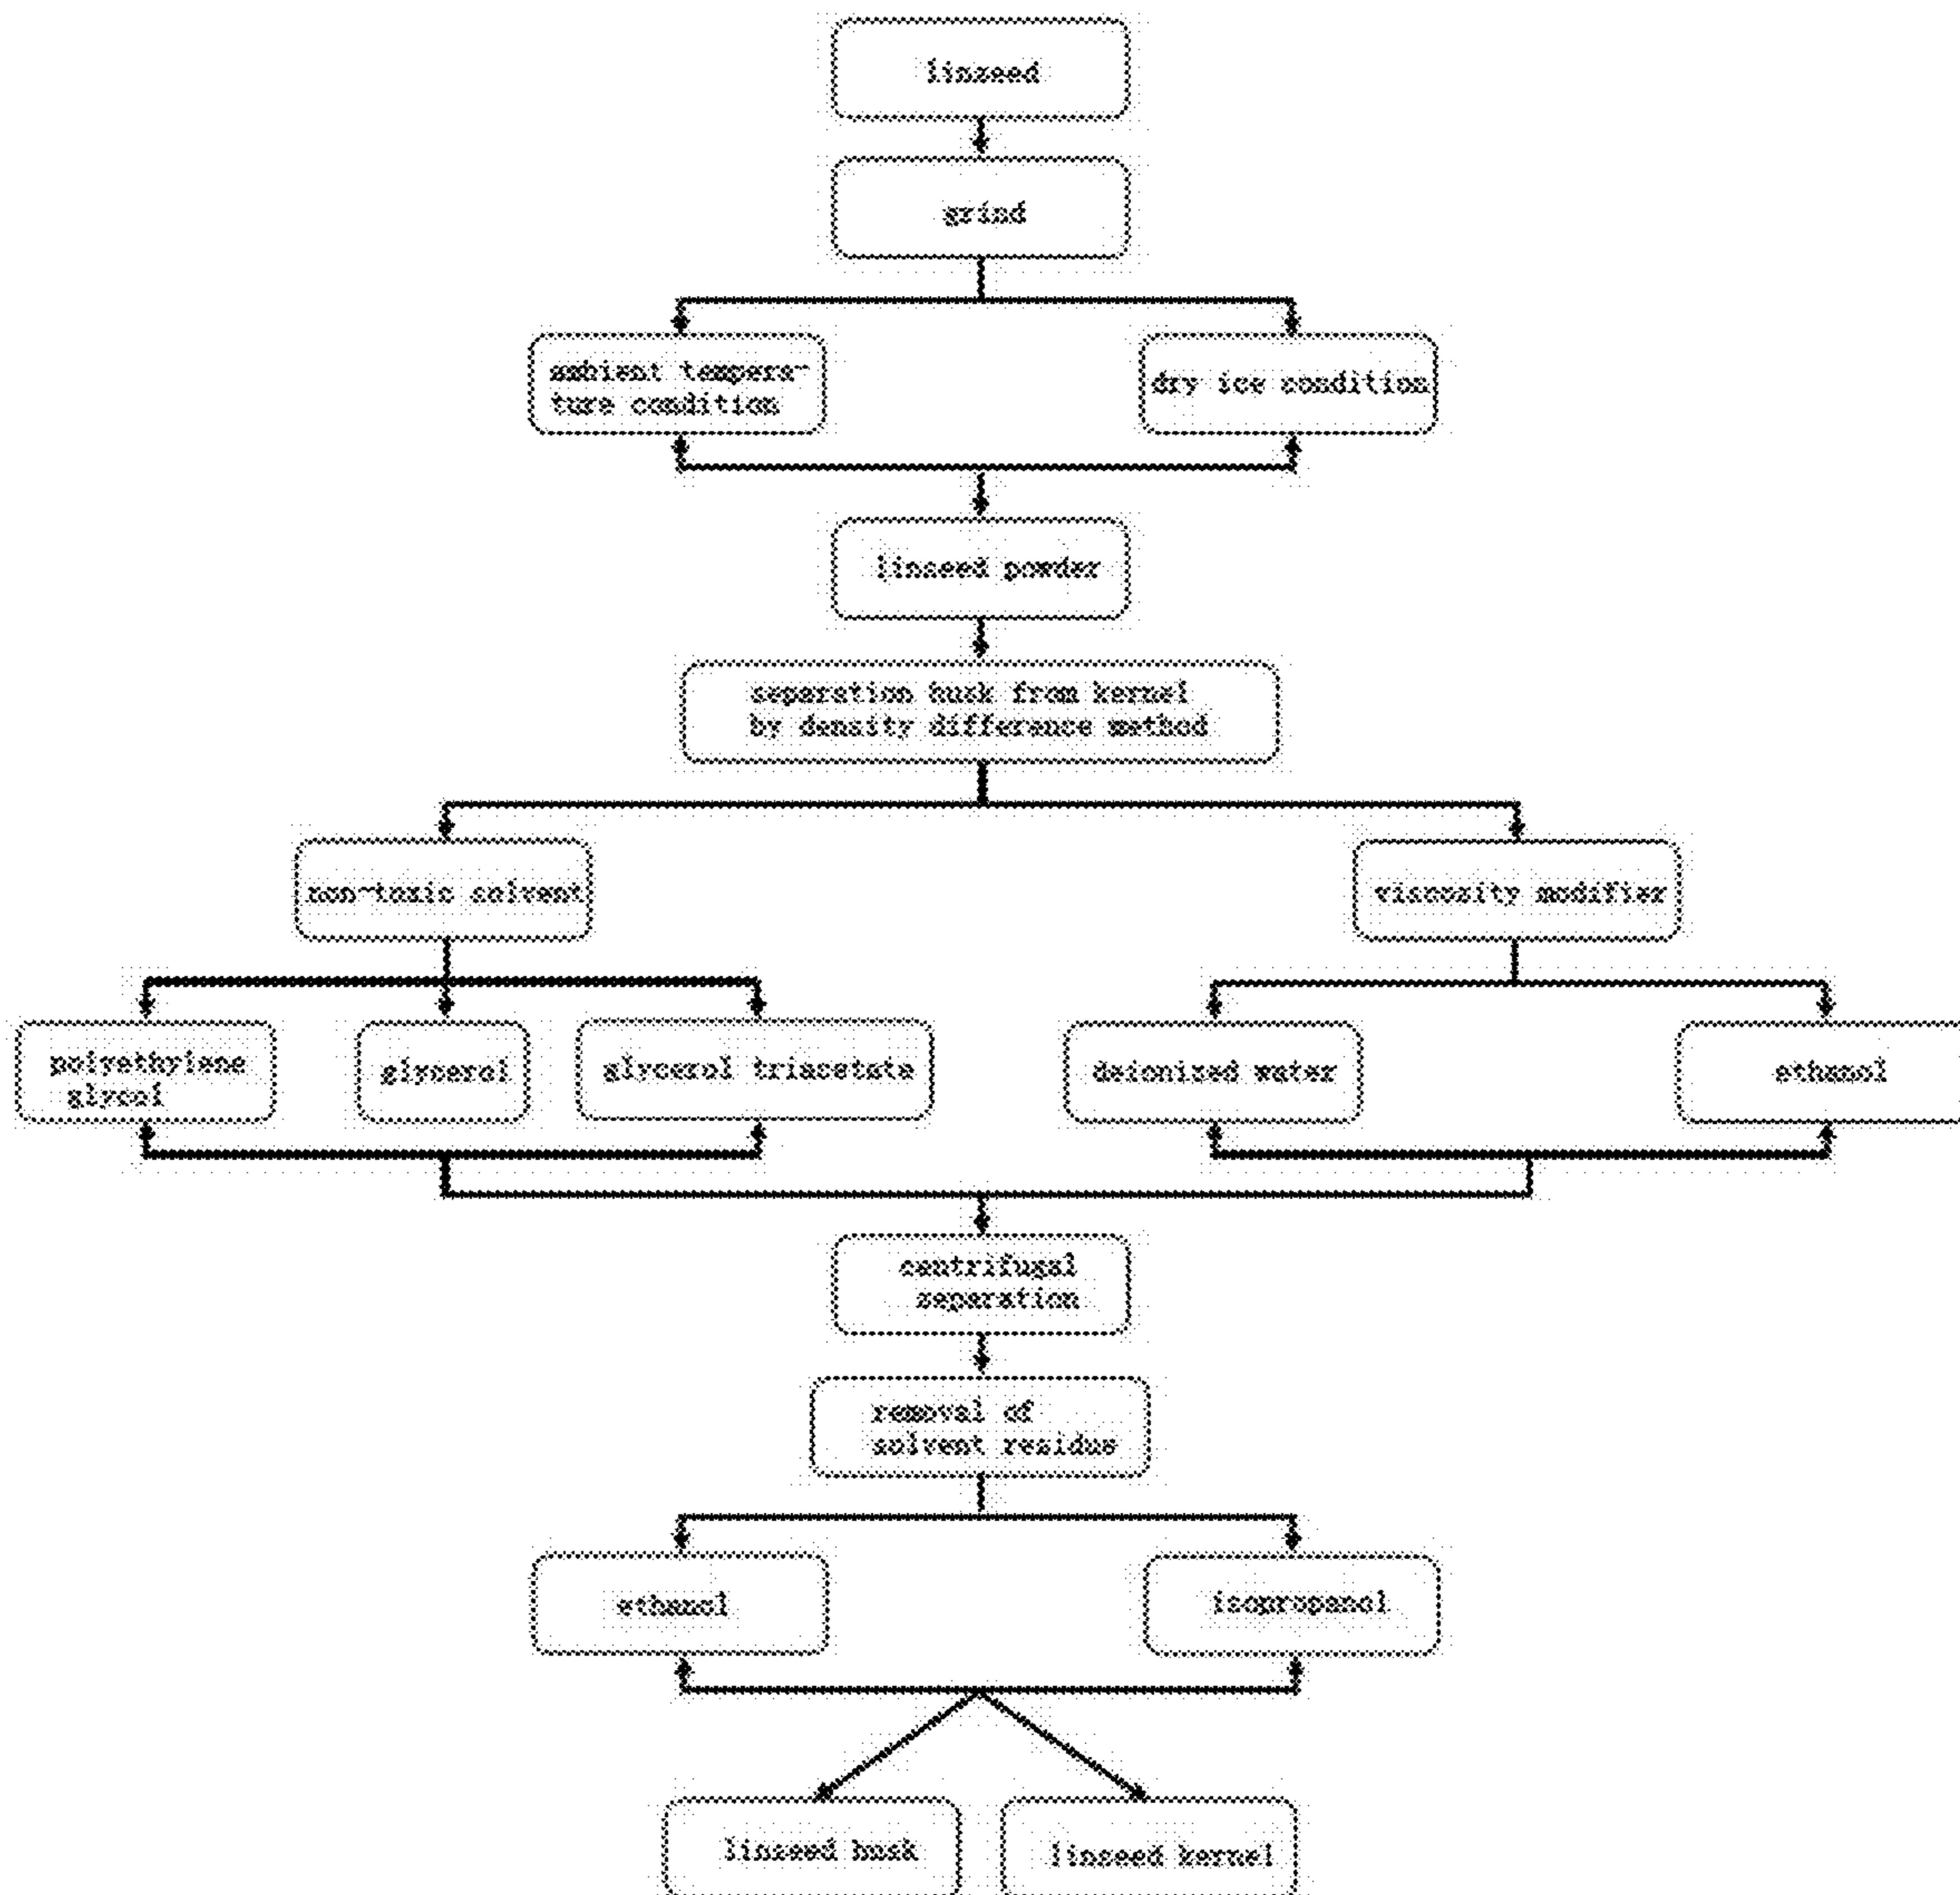 linseed
grind
ambient tempera-
ture condition
dry ice condition
linseed powder
separation husk from kernel
by density difference method
non-toxic solvent
viscosity modifier
polyethylene
glycol
glycerol
glycerol triacetate
deionized water
ethanol
centrifugal
separation
removal of
solvent residue
ethanol
isopropanol
linseed husk
linseed kernel